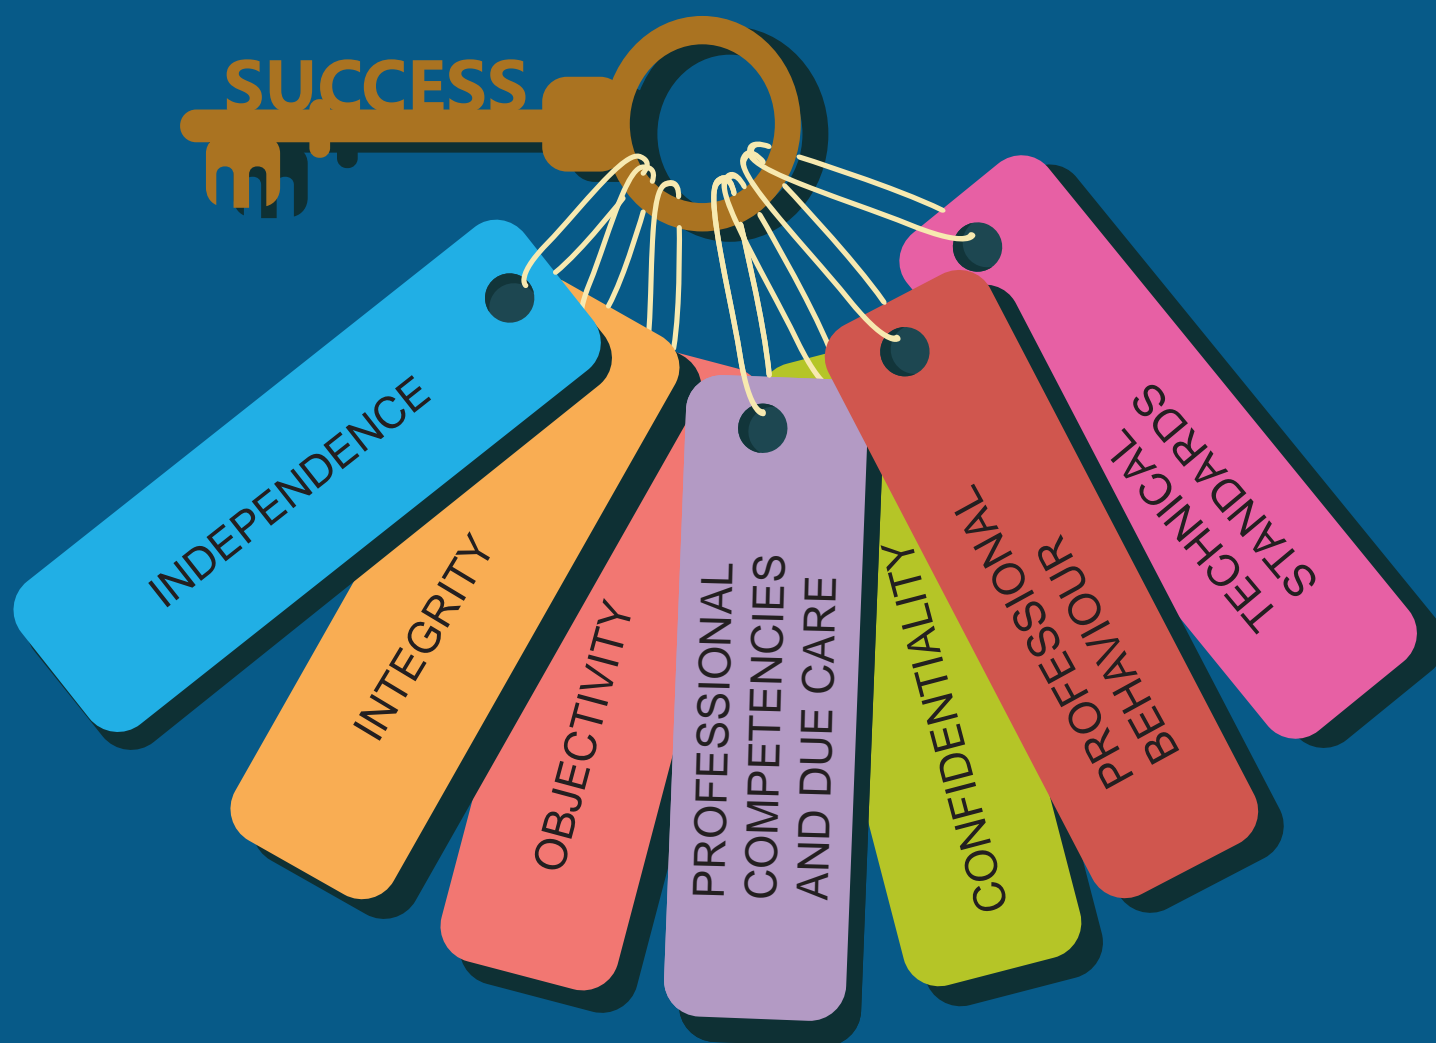 SUCCESS
INDEPENDENCE
INTEGRITY
OBJECTIVITY
PROFESSIONAL
COMPETENCIES
AND DUE CARE
CONFIDENTIALITY
PROFESSIONAL
BEHAVIOUR
TECHNICAL
STANDARDS